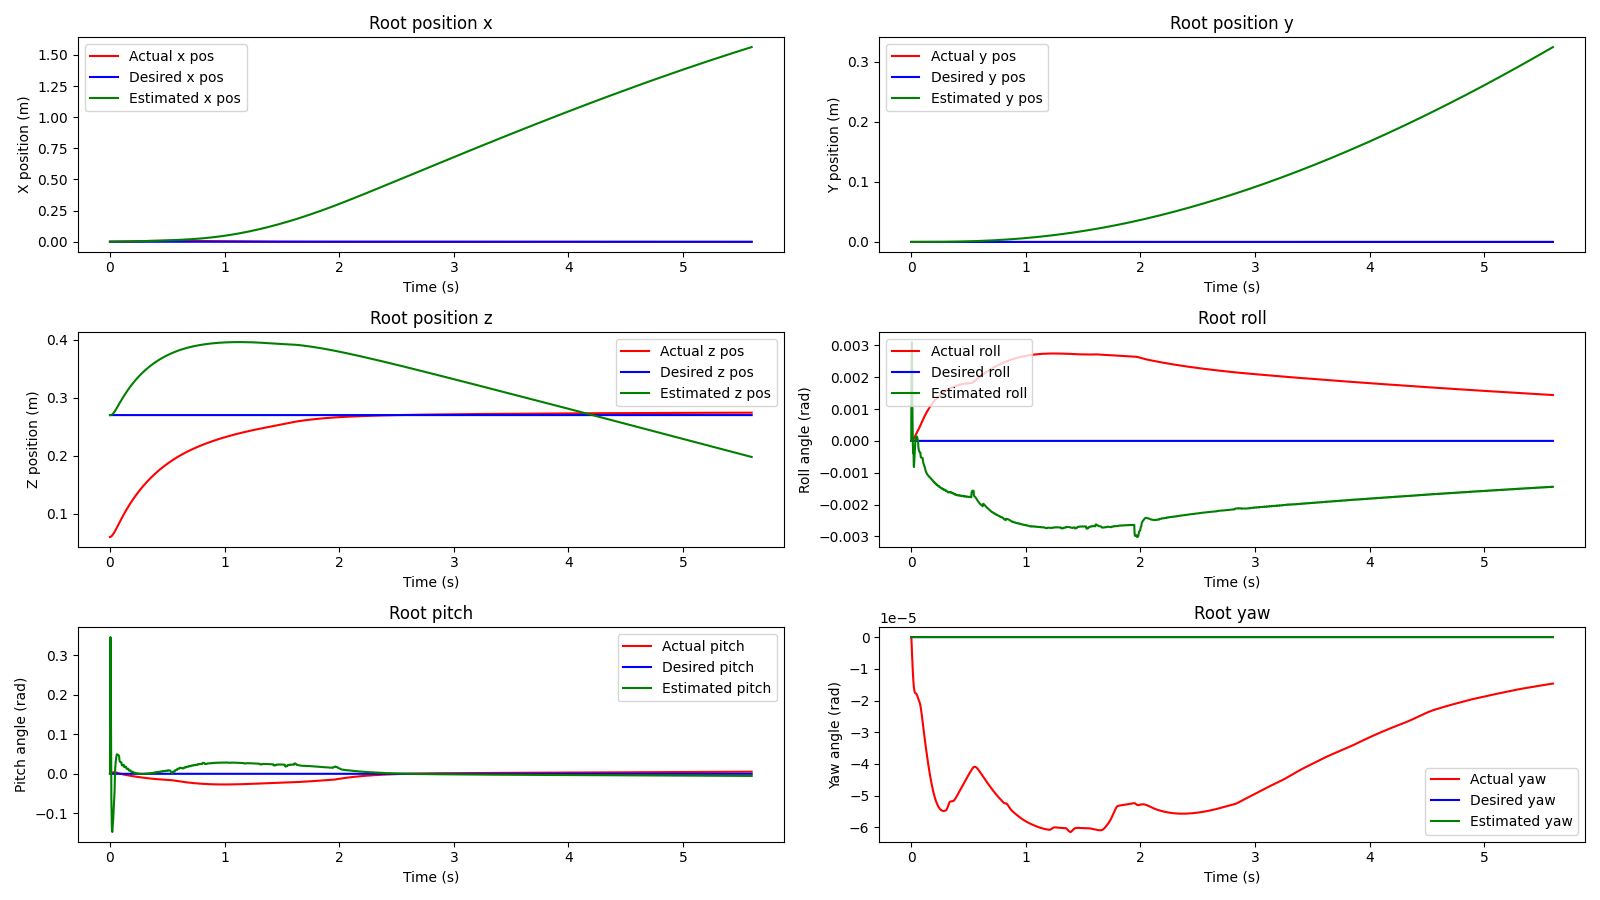 Root position x
Actual x pos
Desired x pos
Estimated x pos
X position (m)
1.50
1.25
1.00
0.75
0.50
0.25
0.00
0 1 2 3 4 5
Time (s)
Root position y
Actual y pos
Desired y pos
Estimated y pos
Y position (m)
0.3
0.2
0.1
0.0
0 1 2 3 4 5
Time (s)
Root position z
Actual z pos
Desired z pos
Estimated z pos
Z position (m)
0.4
0.3
0.2
0.1
0 1 2 3 4 5
Time (s)
Root roll
Actual roll
Desired roll
Estimated roll
Roll angle (rad)
0.003
0.002
0.001
0.000
−0.001
−0.002
−0.003
0 1 2 3 4 5
Time (s)
Root pitch
Actual pitch
Desired pitch
Estimated pitch
Pitch angle (rad)
0.3
0.2
0.1
0.0
−0.1
0 1 2 3 4 5
Time (s)
Root yaw
1e−5
Actual yaw
Desired yaw
Estimated yaw
Yaw angle (rad)
0
−1
−2
−3
−4
−5
−6
0 1 2 3 4 5
Time (s)